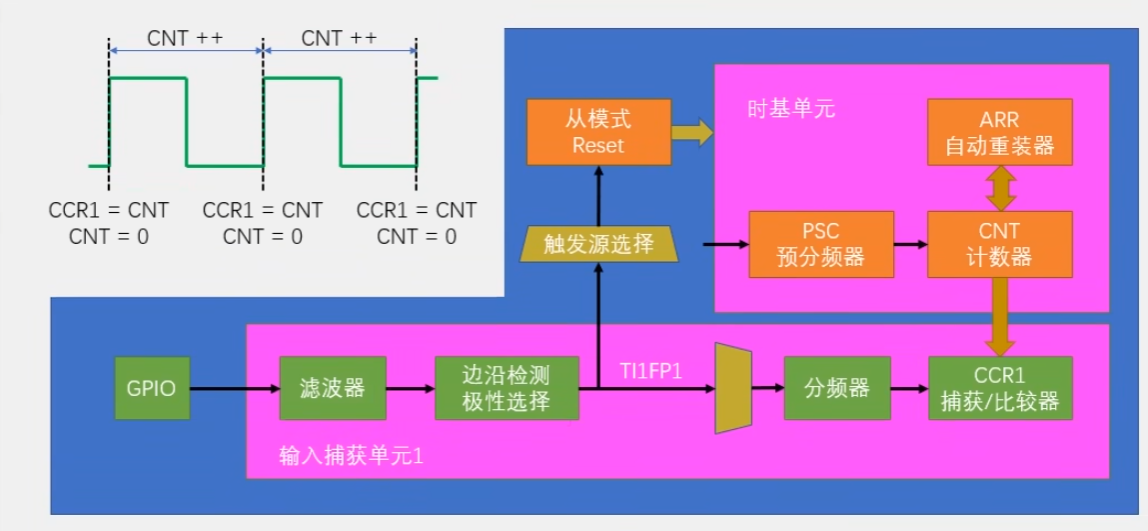 CNT ++
CNT ++
CCR1 = CNT
CNT = 0
CCR1 = CNT
CNT = 0
CCR1 = CNT
CNT = 0
从模式
Reset
时基单元
ARR
自动重装器
触发源选择
PSC
预分频器
CNT
计数器
GPIO
滤波器
边沿检测
极性选择
TI1FP1
分频器
CCR1
捕获/比较器
输入捕获单元1